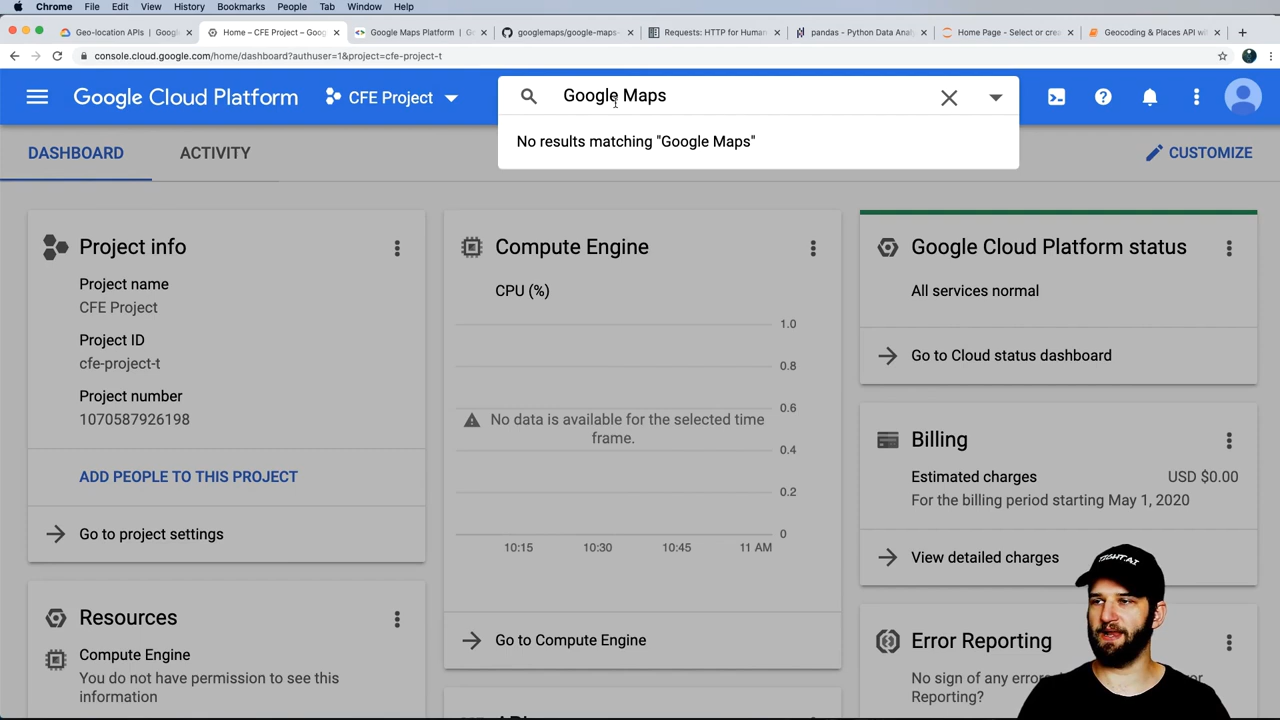 Chrome File Edit View History Bookmarks People Tab Window Help
Geo-location APIs | Google
Home – CFE Project – Goog
Google Maps Platform | G
googlemaps/google-maps-
Requests: HTTP for Human
pandas - Python Data Anal
Home Page - Select or crea
Geocoding & Places API wi
console.cloud.google.com/home/dashboard?authuser=1&project=cfe-project-t
Google Cloud Platform
CFE Project
Google Maps
No results matching "Google Maps"
DASHBOARD
ACTIVITY
CUSTOMIZE
Project info
Project name
CFE Project
Project ID
cfe-project-t
Project number
1070587926198
ADD PEOPLE TO THIS PROJECT
Go to project settings
Resources
Compute Engine
You do not have permission to see this
information
Compute Engine
CPU (%)
1.0
0.8
0.6
0.4
0.2
0
No data is available for the selected time
frame.
10:15
10:30
10:45
11 AM
Go to Compute Engine
Google Cloud Platform status
All services normal
Go to Cloud status dashboard
Billing
Estimated charges
USD $0.00
For the billing period starting May 1, 2020
View detailed charges
Error Reporting
No sign of any errors
Reporting?